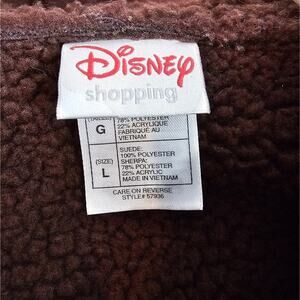 Disney
shopping
78% POLYESTER
G
22% ACRYLIQUE
FABRIQUÉ AU
VIETNAM
SUEDE:
(SIZE)
100% POLYESTER
SHERPA:
L
78% POLYESTER
22% ACRYLIC
MADE IN VIETNAM
CARE ON REVERSE
STYLE# 57936